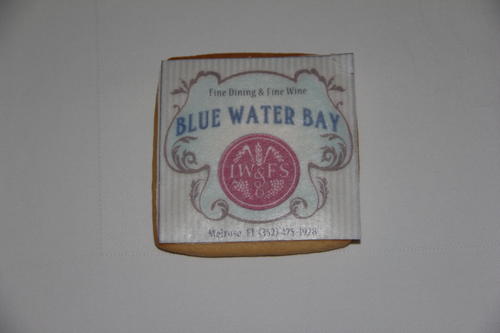 Fine Dining & Fine Wine
BLUE WATER BAY
IW&FS
Melrose, Fl (352) 475-1928